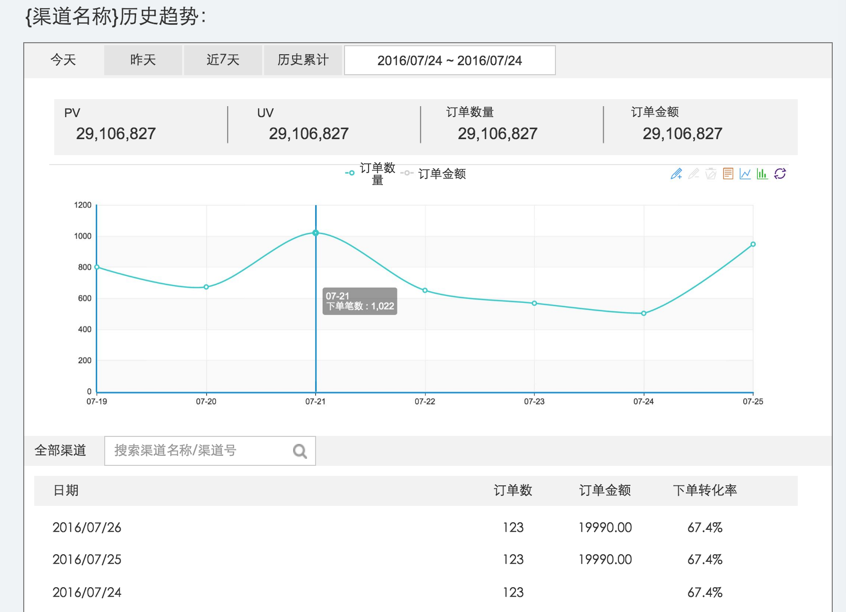 {渠道名称}历史趋势：
今天 昨天 近7天 历史累计 2016/07/24 ~ 2016/07/24
PV UV 订单数量 订单金额
29,106,827 29,106,827 29,106,827 29,106,827
订单数量 订单金额
1200
1000
800
600
400
200
0
07-21
下单笔数 : 1,022
07-19 07-20 07-21 07-22 07-23 07-24 07-25
全部渠道 搜索渠道名称/渠道号
日期 订单数 订单金额 下单转化率
2016/07/26 123 19990.00 67.4%
2016/07/25 123 19990.00 67.4%
2016/07/24 123 67.4%